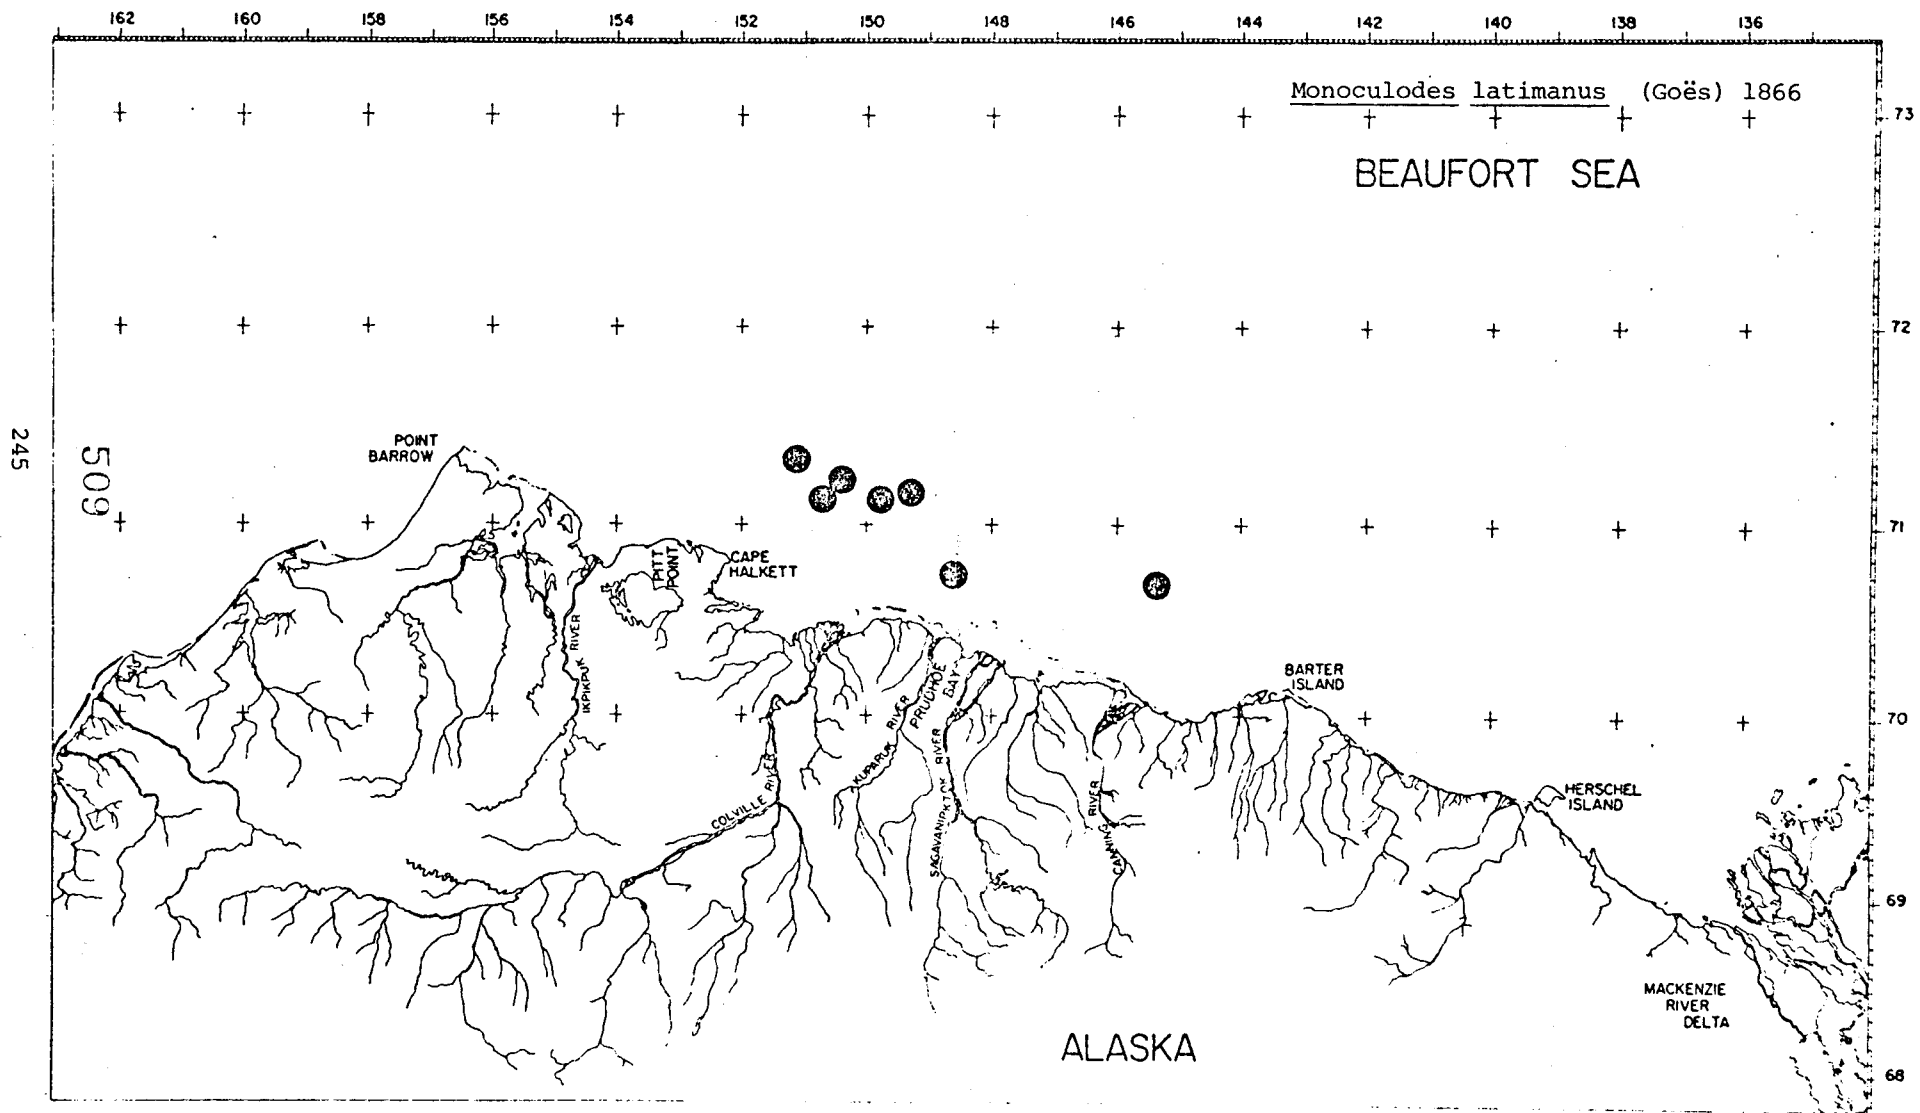 162 160 158 156 154 152 150 148 146 144 142 140 138 136
Monoculodes latimanus (Goës) 1866
73
BEAUFORT SEA
72
POINT
BARROW
245
509
71
PITT
POINT
CAPE
HALKETT
IKPIKPUK RIVER
BARTER
ISLAND
PRUDHOE
BAY
70
KUPARUK RIVER
COLVILLE RIVER
SAGAVANIRKTOK RIVER
CANNING RIVER
HERSCHEL
ISLAND
69
MACKENZIE
RIVER
DELTA
ALASKA
68